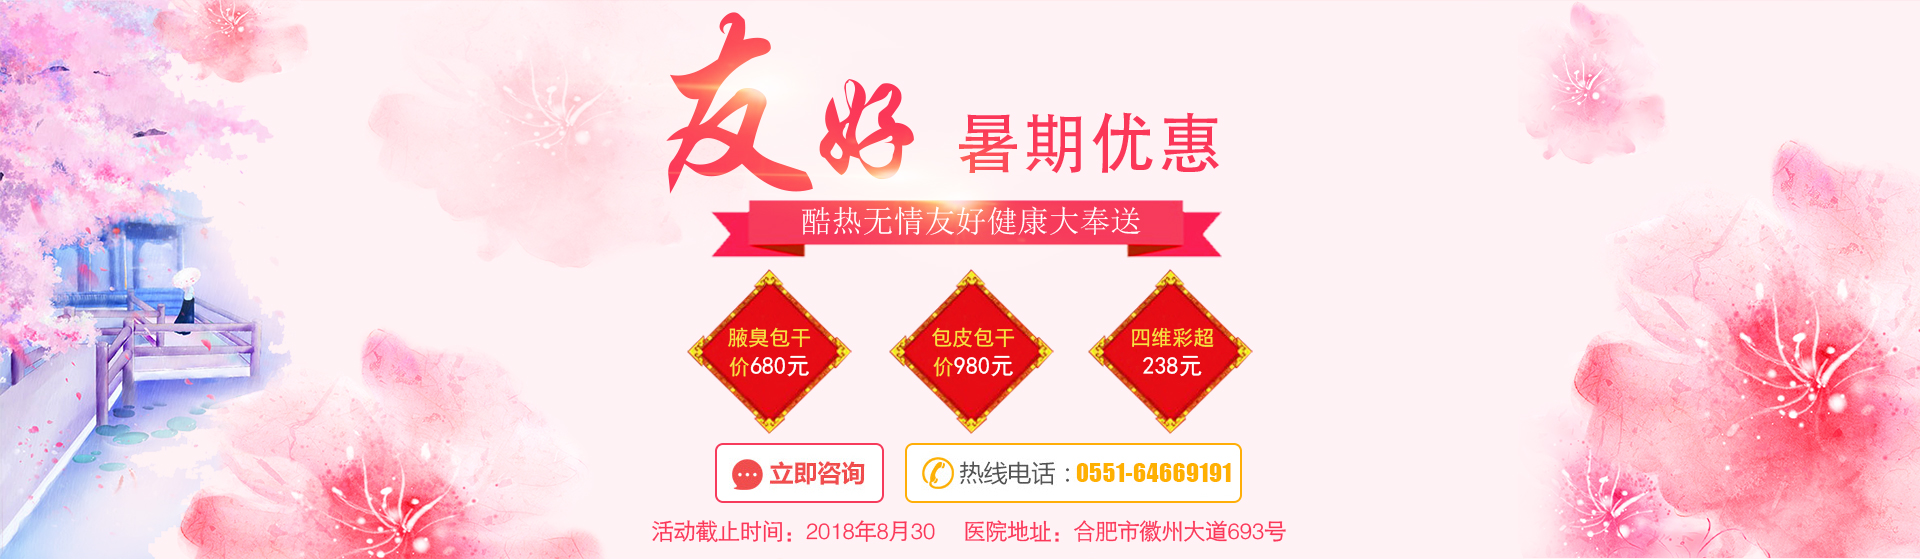 友好 暑期优惠
酷热无情友好健康大奉送
腋臭包干
价680元
包皮包干
价980元
四维彩超
238元
立即咨询
热线电话：0551-64669191
活动截止时间：2018年8月30 医院地址：合肥市徽州大道693号